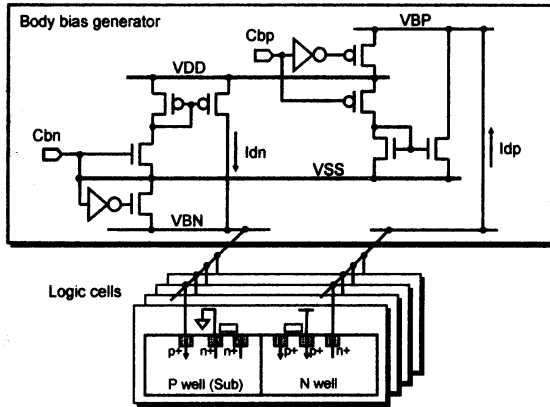 Body bias generator
Cbp
VBP
VDD
Cbn
Idn
Idp
VSS
VBN
Logic cells
p+ n+ n+ p+ p+ n+
P well (Sub) N well